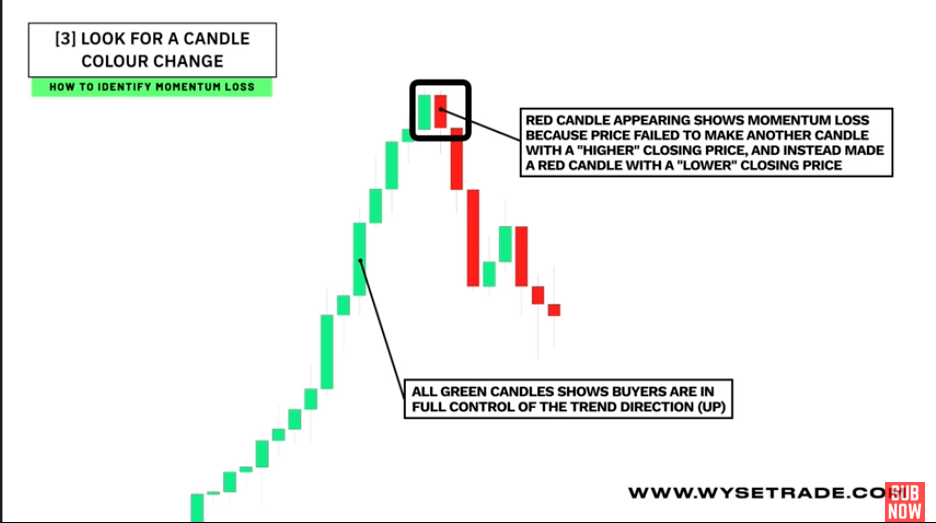 [3] LOOK FOR A CANDLE
COLOUR CHANGE
HOW TO IDENTIFY MOMENTUM LOSS
RED CANDLE APPEARING SHOWS MOMENTUM LOSS
BECAUSE PRICE FAILED TO MAKE ANOTHER CANDLE
WITH A "HIGHER" CLOSING PRICE, AND INSTEAD MADE
A RED CANDLE WITH A "LOWER" CLOSING PRICE
ALL GREEN CANDLES SHOWS BUYERS ARE IN
FULL CONTROL OF THE TREND DIRECTION (UP)
WWW.WYSETRADE.COM
SUB
NOW